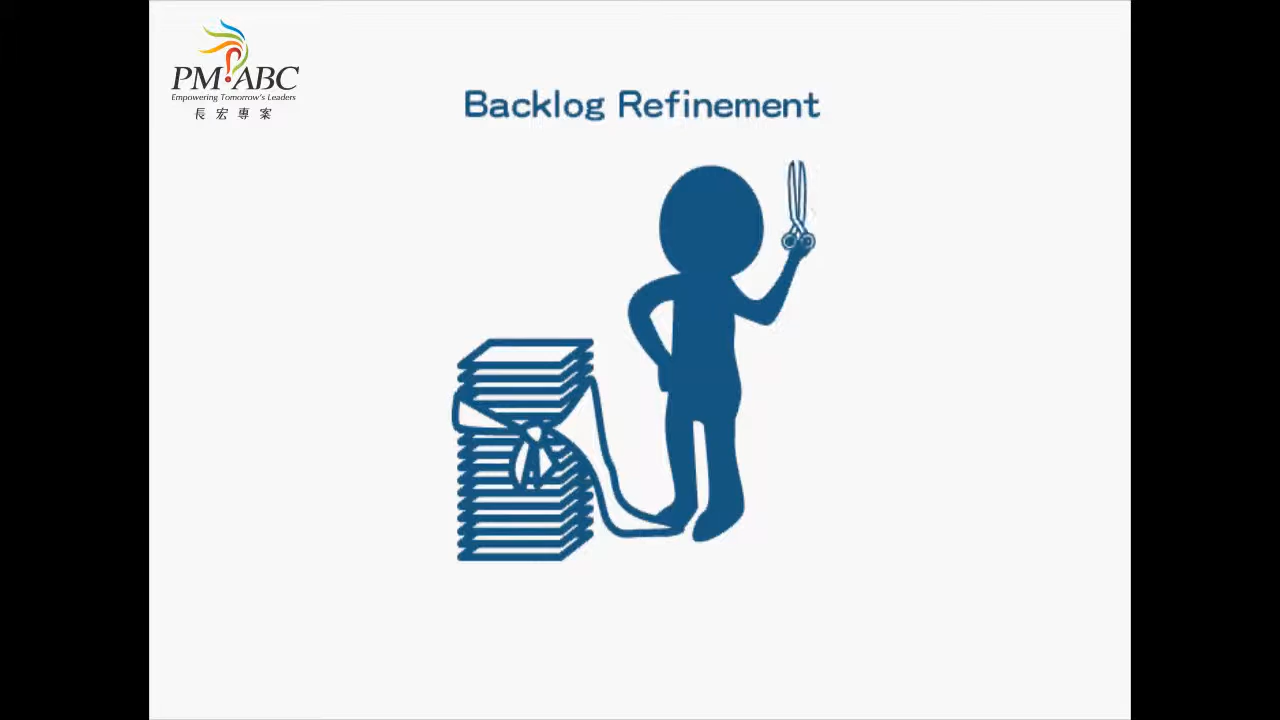 PM ABC
Empowering Tomorrow's Leaders
長宏專案
Backlog Refinement